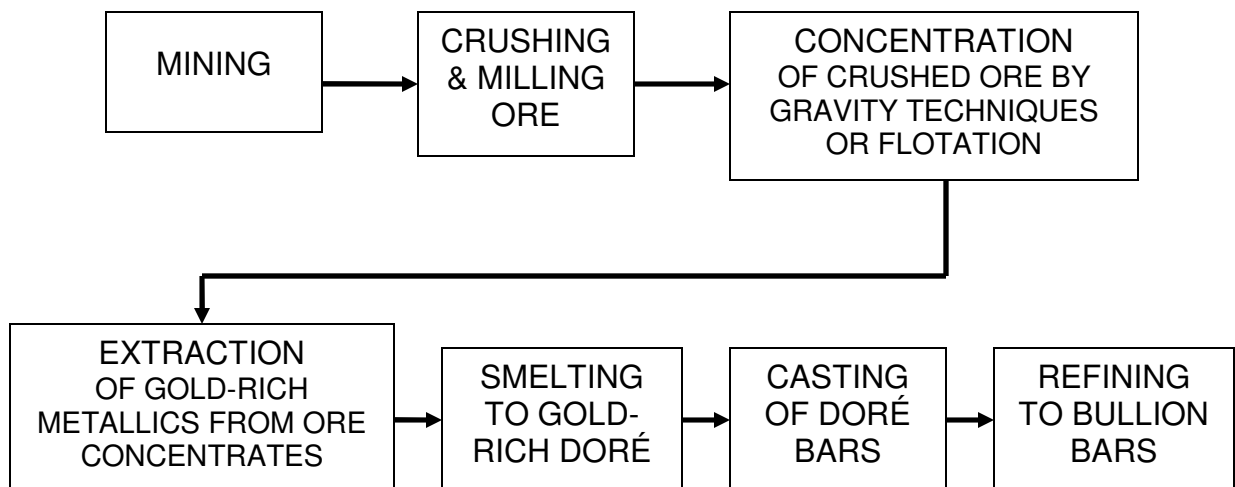 MINING
CRUSHING
& MILLING
ORE
CONCENTRATION
OF CRUSHED ORE BY
GRAVITY TECHNIQUES
OR FLOTATION
EXTRACTION
OF GOLD-RICH
METALLICS FROM ORE
CONCENTRATES
SMELTING
TO GOLD-
RICH DORÉ
CASTING
OF DORÉ
BARS
REFINING
TO BULLION
BARS